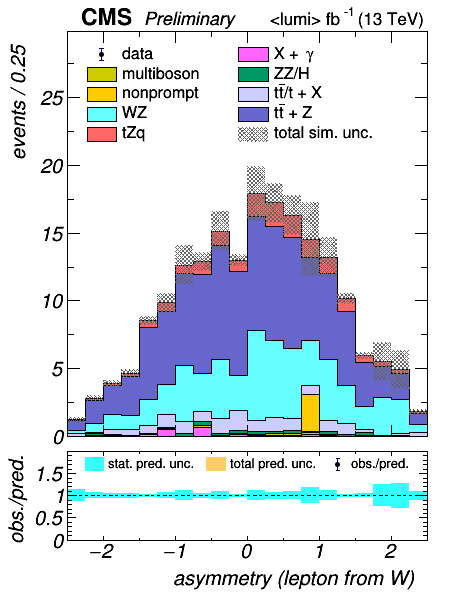 CMS Preliminary <lumi> fb⁻¹ (13 TeV)
events / 0.25
data
multiboson
nonprompt
WZ
tZ̄q
X + γ
ZZ/H
tt̄/t + X
tt̄ + Z
total sim. unc.
25
20
15
10
5
0
obs./pred.
stat. pred. unc. total pred. unc. obs./pred.
1.5
1
0.5
0
−2 −1 0 1 2
asymmetry (lepton from W)